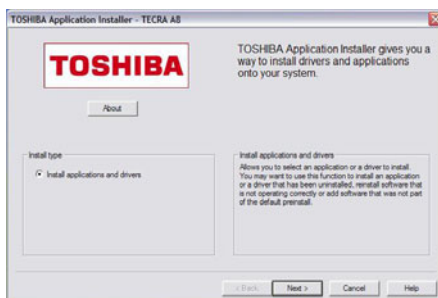 TOSHIBA Application Installer - TECRA A8
TOSHIBA
About
TOSHIBA Application Installer gives you a
way to install drivers and applications
onto your system.
Install type
Install applications and drivers
Install applications and drivers
Allows you to select an application or a driver to install.
You may want to use this function to install an application
or a driver that has been uninstalled, reinstall software that
is not operating correctly or add software that was not part
of the default preinstall.
< Back
Next >
Cancel
Help